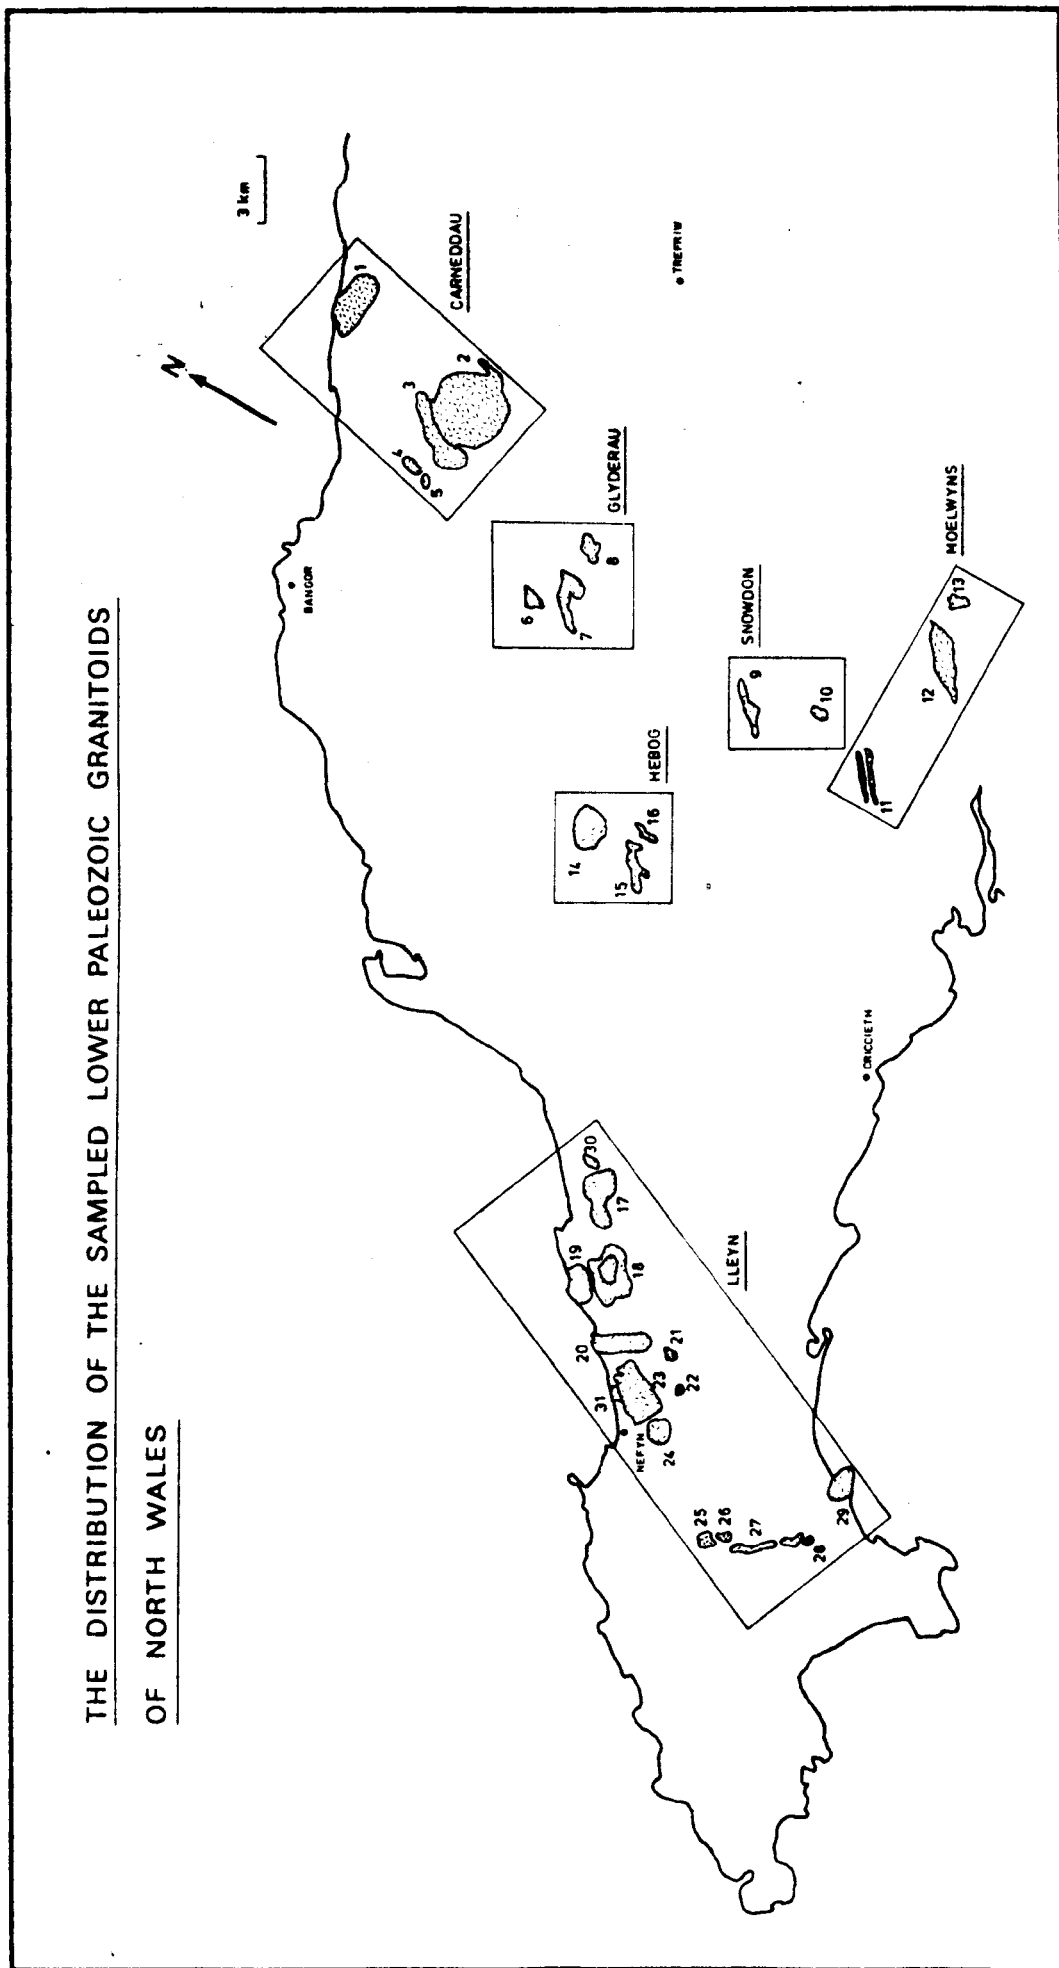 THE DISTRIBUTION OF THE SAMPLED LOWER PALEOZOIC GRANITOIDS
OF NORTH WALES
N
3 km
BANGOR
TREFRIW
CARNEDDAU
1
2
3
4
5
GLYDERAU
6
7
8
SNOWDON
9
10
MOELWYNS
11
12
13
HEBOG
14
15
16
CRICCIETH
LLEYN
30
17
19
18
20
21
31
23
22
NEFYN
24
25
26
27
28
29